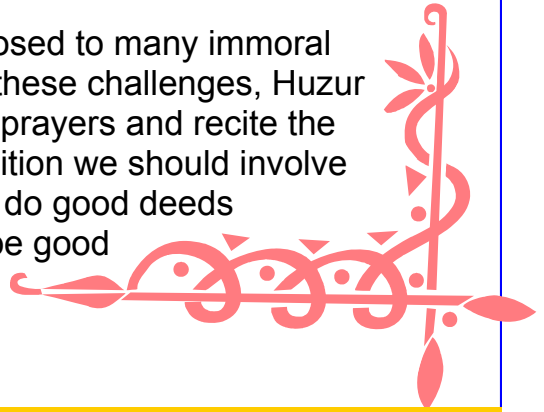 osed to many immoral
these challenges, Huzur
prayers and recite the
ition we should involve
do good deeds
be good